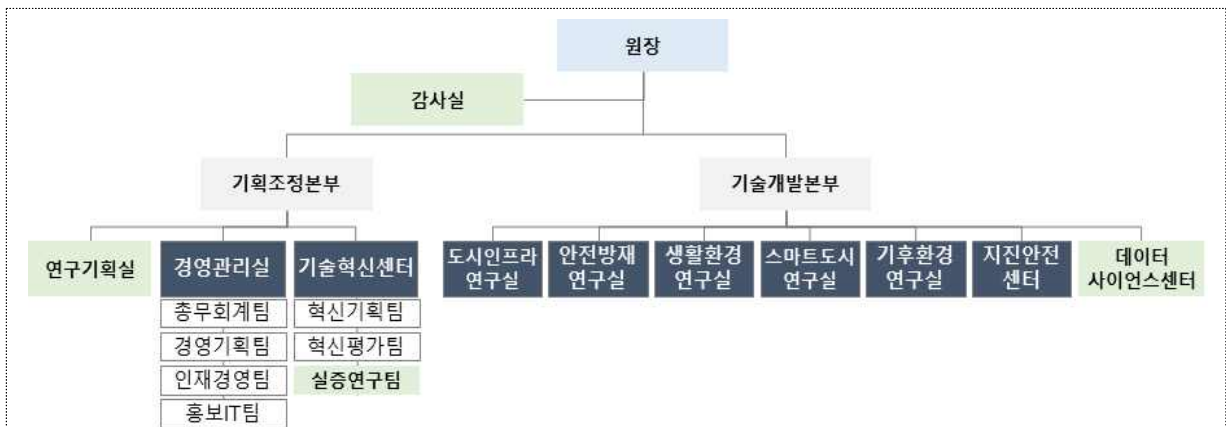 원장
감사실
기획조정본부
기술개발본부
연구기획실
경영관리실
총무회계팀
경영기획팀
인재경영팀
홍보IT팀
기술혁신센터
혁신기획팀
혁신평가팀
실증연구팀
도시인프라
연구실
안전방재
연구실
생활환경
연구실
스마트도시
연구실
기후환경
연구실
지진안전
센터
데이터
사이언스센터